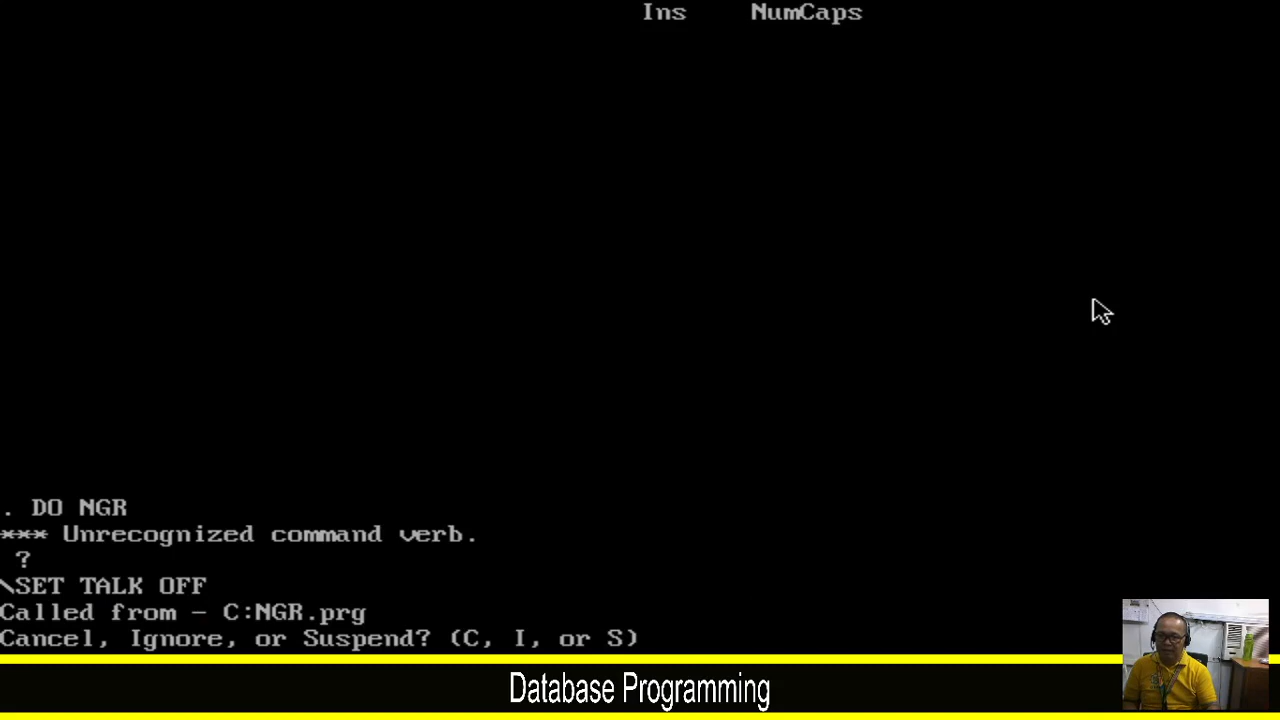 Ins NumCaps
. DO NGR
*** Unrecognized command verb.
?
\SET TALK OFF
Called from - C:NGR.prg
Cancel, Ignore, or Suspend? (C, I, or S)
Database Programming